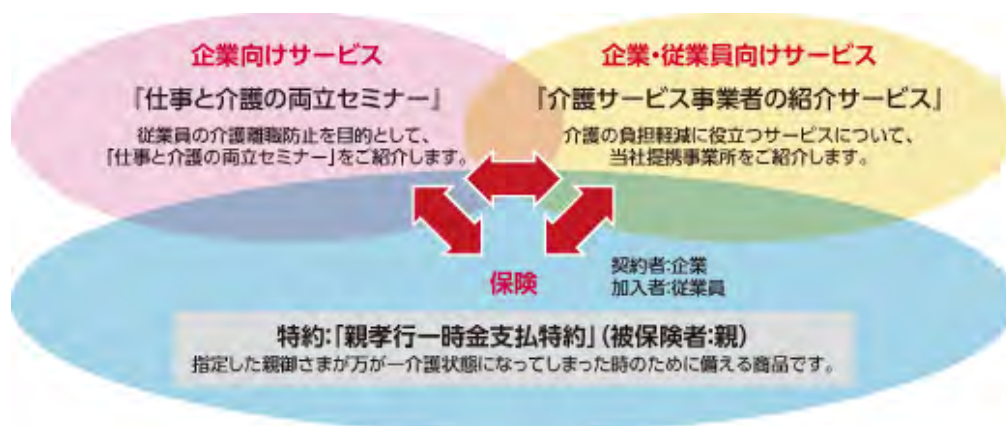 企業向けサービス
『仕事と介護の両立セミナー』
従業員の介護離職防止を目的として、
「仕事と介護の両立セミナー」をご紹介します。
企業・従業員向けサービス
『介護サービス事業者の紹介サービス』
介護の負担軽減に役立つサービスについて、
当社提携事業所をご紹介します。
保険
契約者:企業
加入者:従業員
特約:「親孝行一時金支払特約」(被保険者:親)
指定した親御さまが万が一介護状態になってしまった時のために備える商品です。